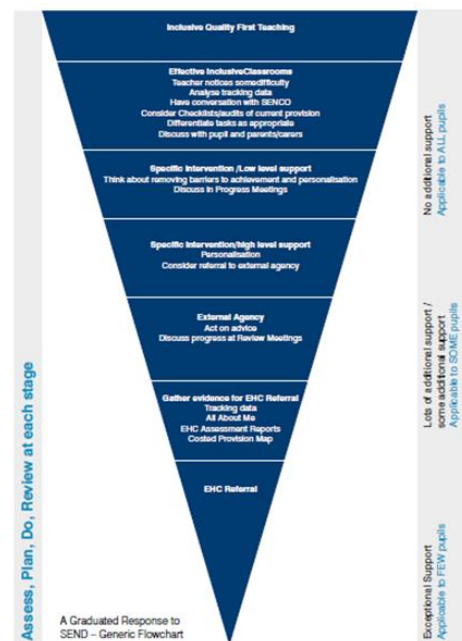 Inclusive Quality First Teaching
Effective InclusiveClassrooms
Teacher notices somedifficulty
Analyse tracking data
Have conversation with SENCO
Consider Checklists/audits of current provision
Differentiate tasks as appropriate
Discuss with pupil and parents/carers
Specific Intervention /Low level support
Think about removing barriers to achievement and personalisation
Discuss in Progress Meetings
Specific Intervention/high level support
Personalisation
Consider referral to external agency
External Agency
Act on advice
Discuss progress at Review Meetings
Gather evidence for EHC Referral
Tracking data
All About Me
EHC Assessment Reports
Costed Provision Map
EHC Referral
Assess, Plan, Do, Review at each stage
No additional support
Applicable to ALL pupils
Lots of additional support /
some additional support
Applicable to SOME pupils
Exceptional Support
Applicable to FEW pupils
A Graduated Response to
SEND – Generic Flowchart